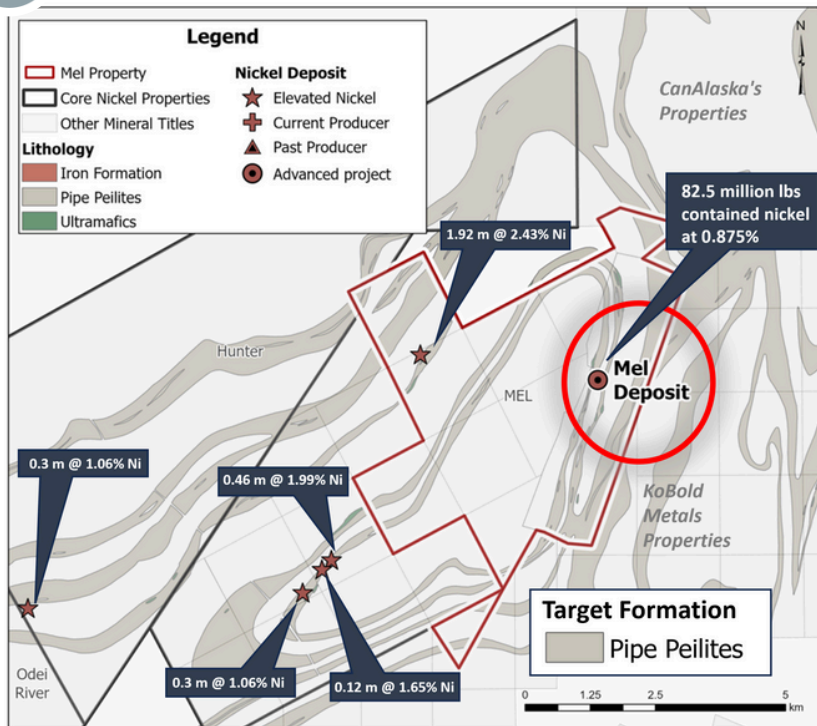 Legend
Mel Property
Core Nickel Properties
Other Mineral Titles
Lithology
Iron Formation
Pipe Peilites
Ultramafics
Nickel Deposit
Elevated Nickel
Current Producer
Past Producer
Advanced project
N
CanAlaska's
Properties
82.5 million lbs
contained nickel
at 0.875%
1.92 m @ 2.43% Ni
Hunter
MEL
Mel
Deposit
0.3 m @ 1.06% Ni
0.46 m @ 1.99% Ni
KoBold
Metals
Properties
Target Formation
Pipe Peilites
Odei
River
0.3 m @ 1.06% Ni
0.12 m @ 1.65% Ni
0 1.25 2.5 5
km